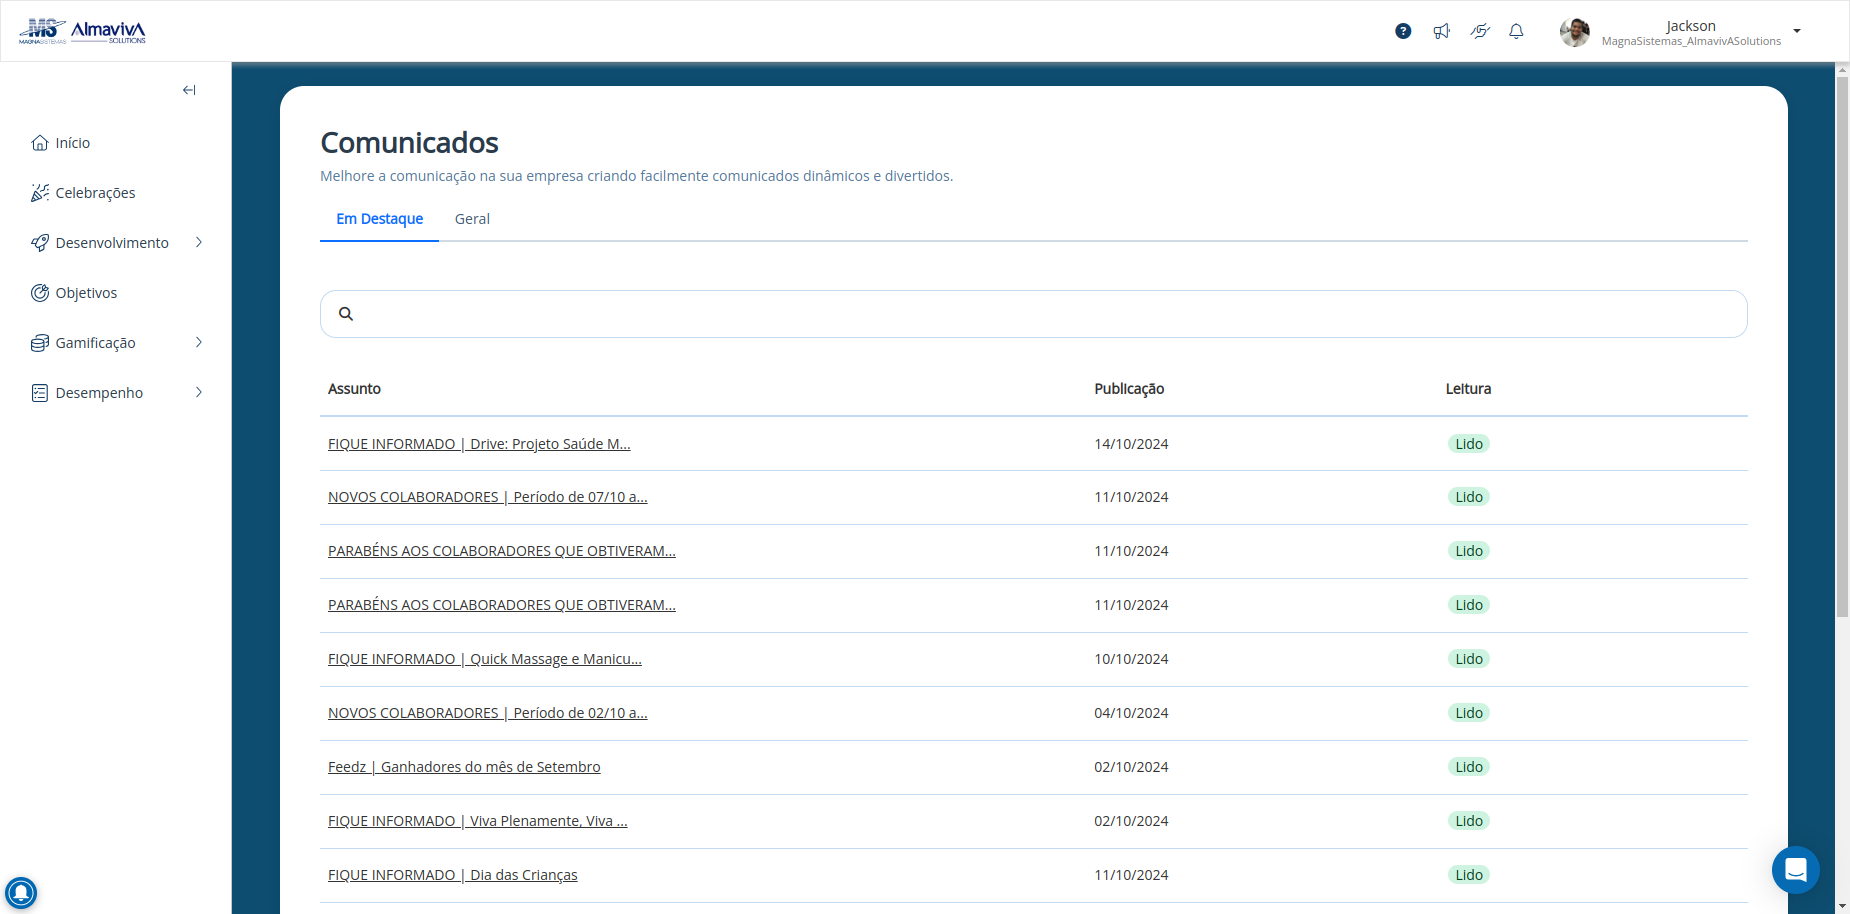 MS AlmavivA
MAGNASISTEMAS SOLUTIONS
?
Jackson
MagnaSistemas_AlmavivASolutions
Início
Celebrações
Desenvolvimento
Objetivos
Gamificação
Desempenho
Comunicados
Melhore a comunicação na sua empresa criando facilmente comunicados dinâmicos e divertidos.
Em Destaque Geral
Assunto Publicação Leitura
FIQUE INFORMADO | Drive: Projeto Saúde M... 14/10/2024 Lido
NOVOS COLABORADORES | Período de 07/10 a... 11/10/2024 Lido
PARABÉNS AOS COLABORADORES QUE OBTIVERAM... 11/10/2024 Lido
PARABÉNS AOS COLABORADORES QUE OBTIVERAM... 11/10/2024 Lido
FIQUE INFORMADO | Quick Massage e Manicu... 10/10/2024 Lido
NOVOS COLABORADORES | Período de 02/10 a... 04/10/2024 Lido
Feedz | Ganhadores do mês de Setembro 02/10/2024 Lido
FIQUE INFORMADO | Viva Plenamente, Viva ... 02/10/2024 Lido
FIQUE INFORMADO | Dia das Crianças 11/10/2024 Lido